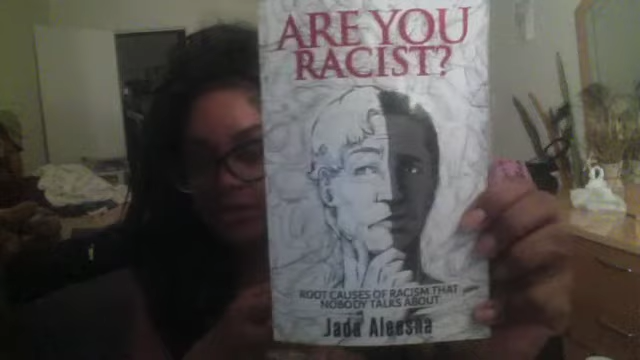 ARE YOU
RACIST?
ROOT CAUSES OF RACISM THAT
NOBODY TALKS ABOUT
Jada Aleesha